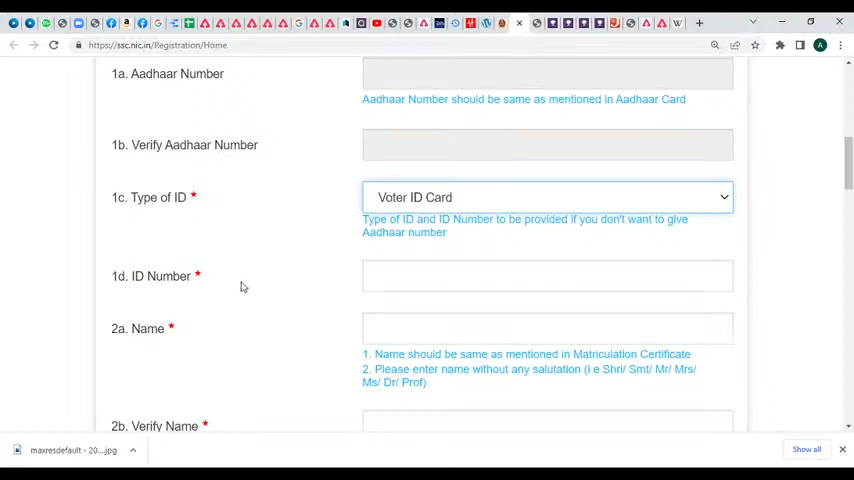 https://ssc.nic.in/Registration/Home
1a. Aadhaar Number
Aadhaar Number should be same as mentioned in Aadhaar Card
1b. Verify Aadhaar Number
1c. Type of ID *
Voter ID Card
Type of ID and ID Number to be provided if you don't want to give
Aadhaar number
1d. ID Number *
2a. Name *
1. Name should be same as mentioned in Matriculation Certificate
2. Please enter name without any salutation (i e Shri/ Smt/ Mr/ Mrs/
Ms/ Dr/ Prof)
2b. Verify Name *
maxresdefault - 20....jpg
Show all